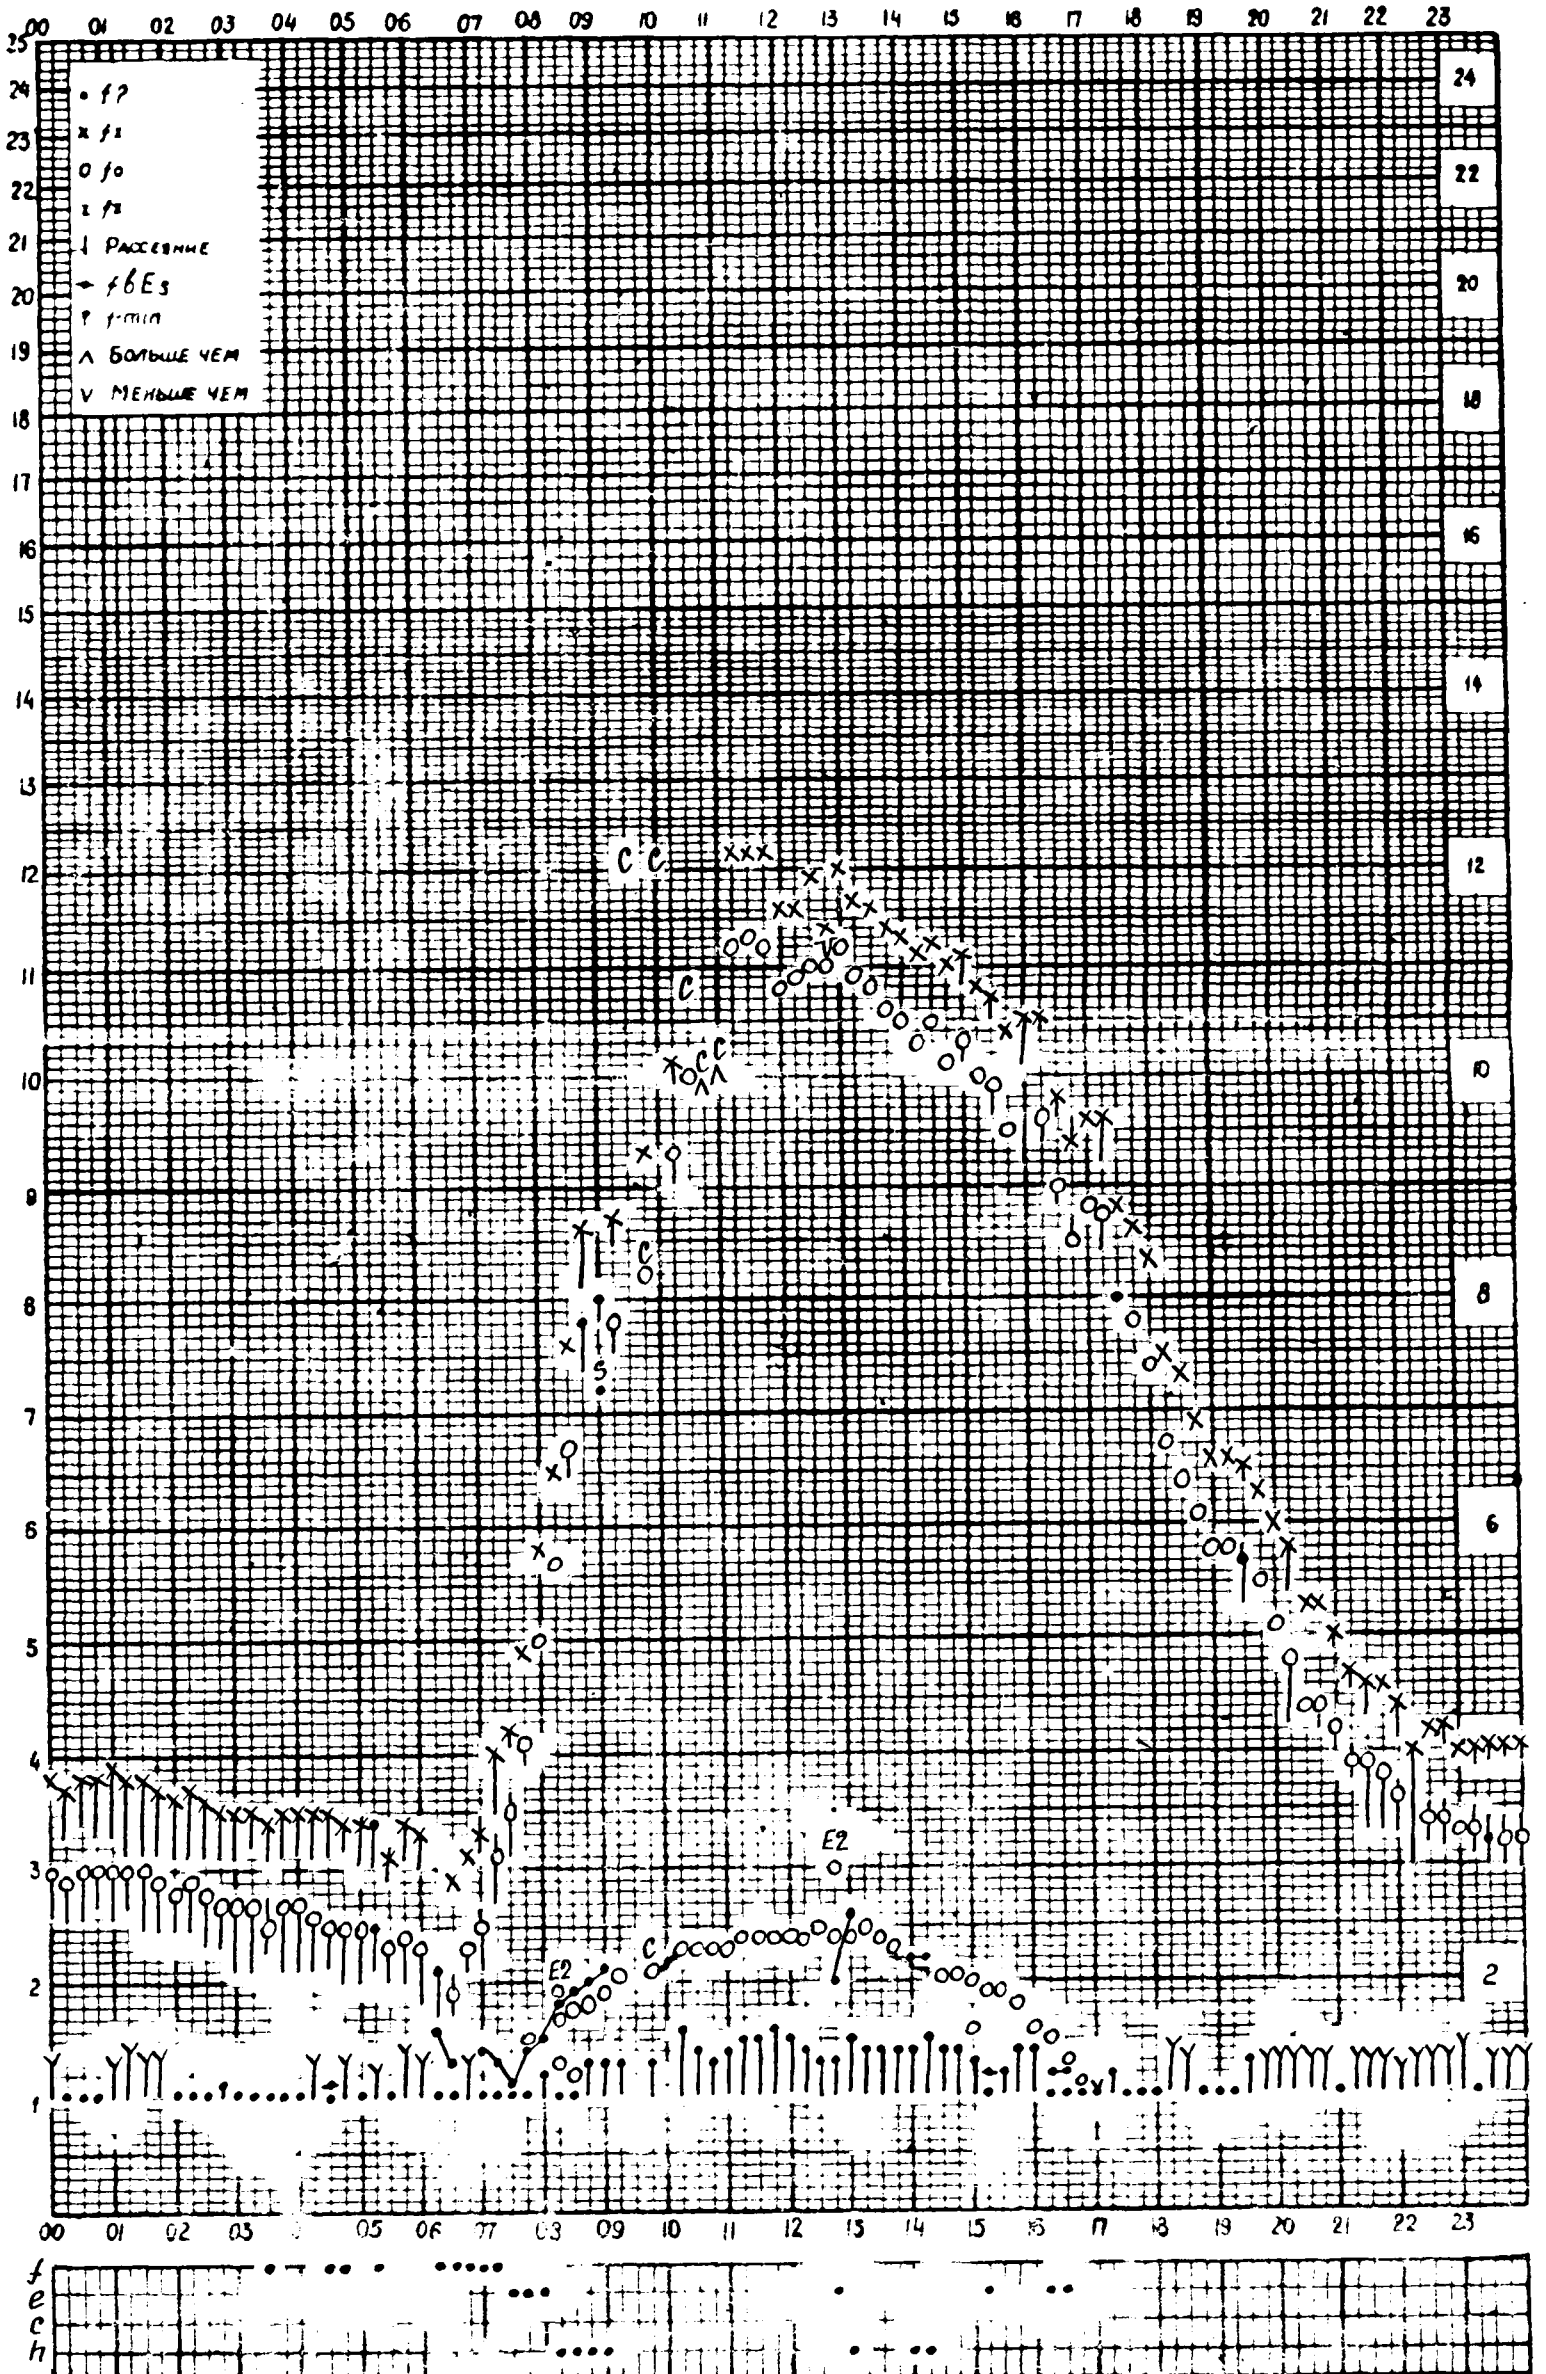 00 01 02 03 04 05 06 07 08 09 10 11 12 13 14 15 16 17 18 19 20 21 22 23
25
24 24
23
22 22
21
20 20
19
18 18
17
16 16
15
14 14
13
12 12
11
10 10
9
8 8
7
6 6
5
4
3
2 2
1
• f?
x fx
o fo
z fz
Рассеяние
fbEs
f-min
∧ Больше чем
∨ Меньше чем
C C
C
C C
C
S
E2
E2
C
00 01 02 03 05 06 07 08 09 10 11 12 13 14 15 16 17 18 19 20 21 22 23
f
e
c
h